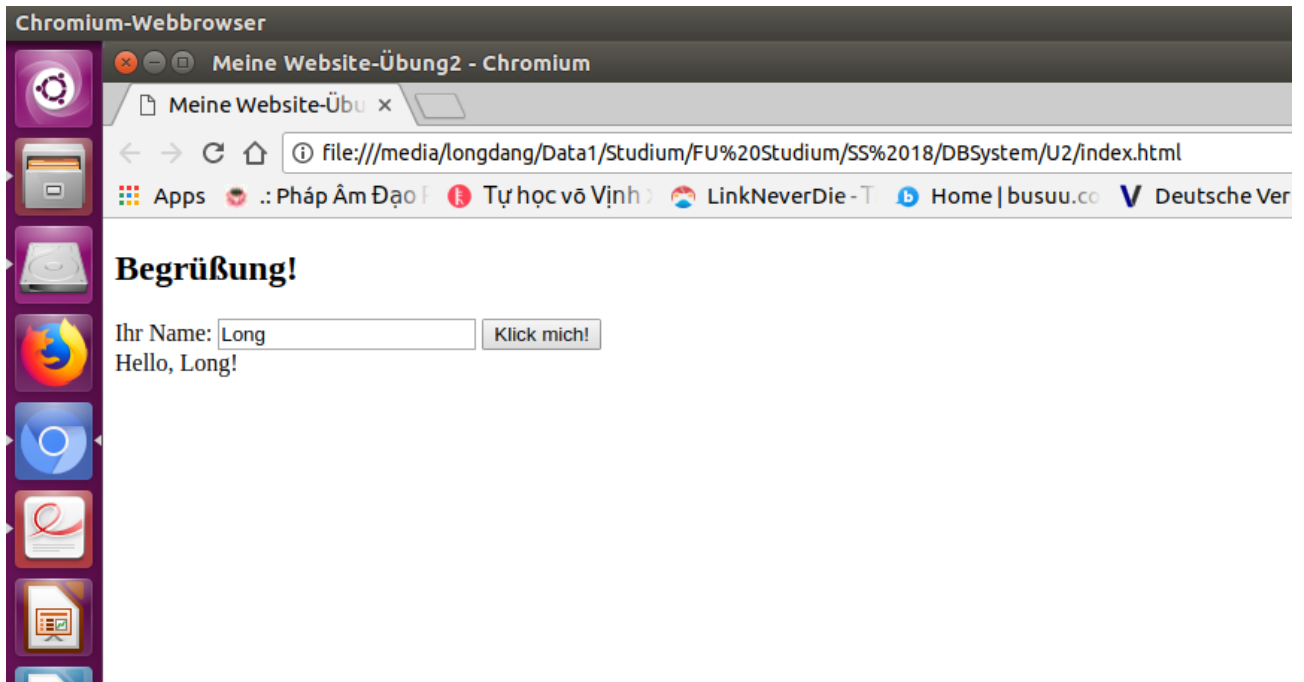 Chromium-Webbrowser
Meine Website-Übung2 - Chromium
Meine Website-Übu
file:///media/longdang/Data1/Studium/FU%20Studium/SS%2018/DBSystem/U2/index.html
Apps .: Pháp Âm Đạo Tự học võ Vịnh LinkNeverDie - T Home | busuu.co Deutsche Ver
Begrüßung!
Ihr Name: Long Klick mich!
Hello, Long!